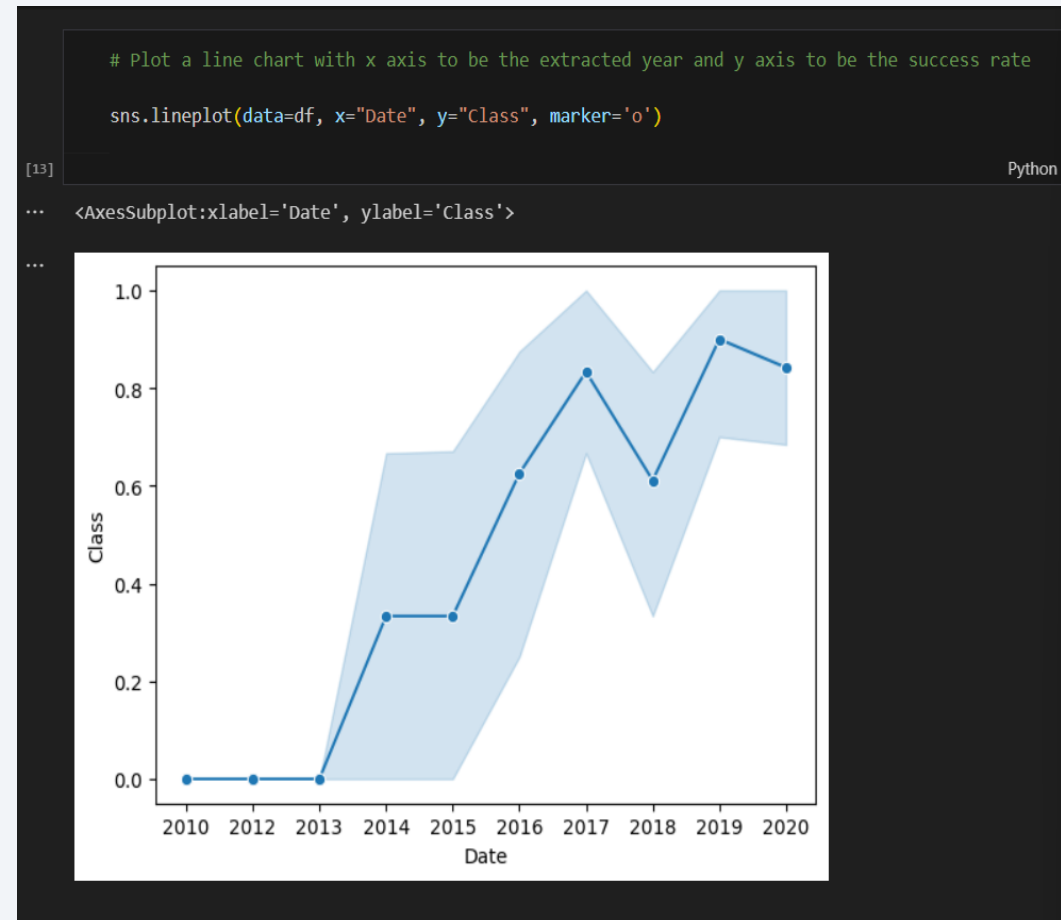 # Plot a line chart with x axis to be the extracted year and y axis to be the success rate
sns.lineplot(data=df, x="Date", y="Class", marker='o')
[13]
Python
...
<AxesSubplot:xlabel='Date', ylabel='Class'>
...
1.0
0.8
0.6
Class
0.4
0.2
0.0
2010 2012 2013 2014 2015 2016 2017 2018 2019 2020
Date